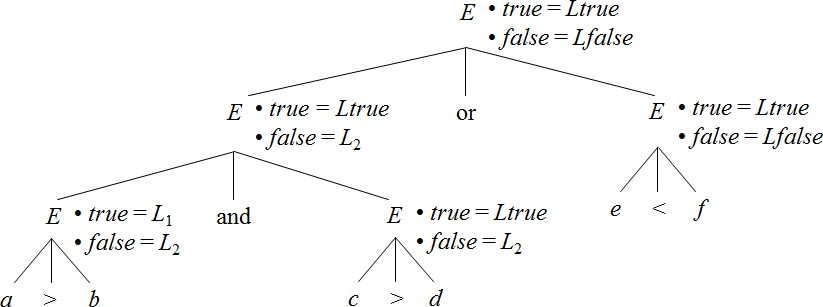 E • true = Ltrue
• false = Lfalse
E • true = Ltrue
• false = L₂
or
E • true = Ltrue
• false = Lfalse
E • true = L₁
• false = L₂
and
E • true = Ltrue
• false = L₂
e < f
a > b
c > d